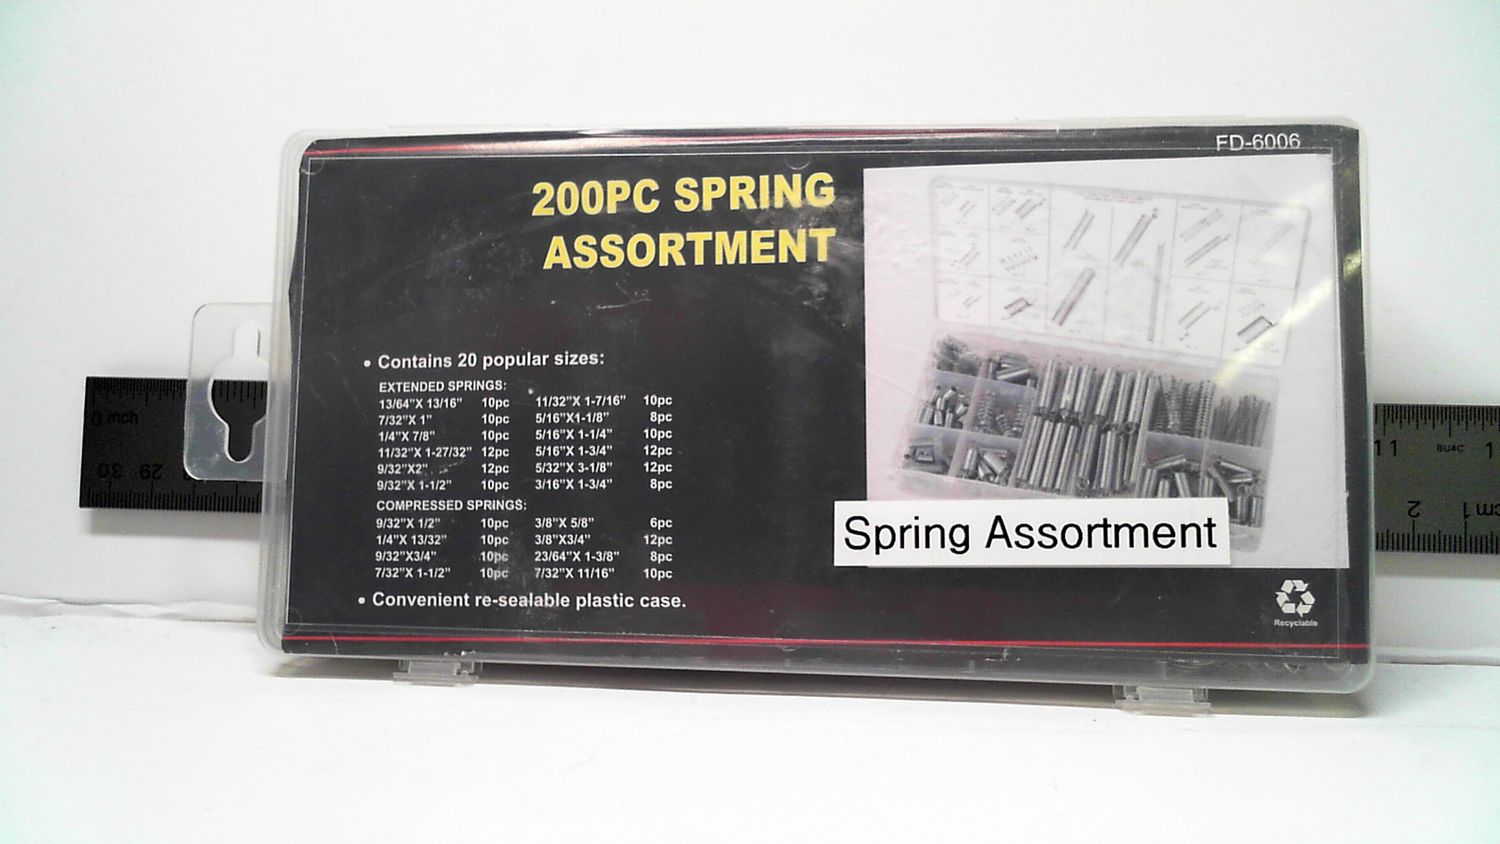 FD-6006
200PC SPRING
ASSORTMENT
• Contains 20 popular sizes:
EXTENDED SPRINGS:
13/64"X 13/16" 10pc 11/32"X 1-7/16" 10pc
7/32"X 1" 10pc 5/16"X1-1/8" 8pc
1/4"X 7/8" 10pc 5/16"X 1-1/4" 10pc
11/32"X 1-27/32" 12pc 5/16"X 1-3/4" 12pc
9/32"X2" 12pc 5/32"X 3-1/8" 12pc
9/32"X 1-1/2" 10pc 3/16"X 1-3/4" 8pc
COMPRESSED SPRINGS:
9/32"X 1/2" 10pc 3/8"X 5/8" 6pc
1/4"X 13/32" 10pc 3/8"X3/4" 12pc
9/32"X3/4" 10pc 23/64"X 1-3/8" 8pc
7/32"X 1-1/2" 10pc 7/32"X 11/16" 10pc
• Convenient re-sealable plastic case.
Spring Assortment
Recyclable
0 inch
30 29
11 BU4C 1
2 1 cm